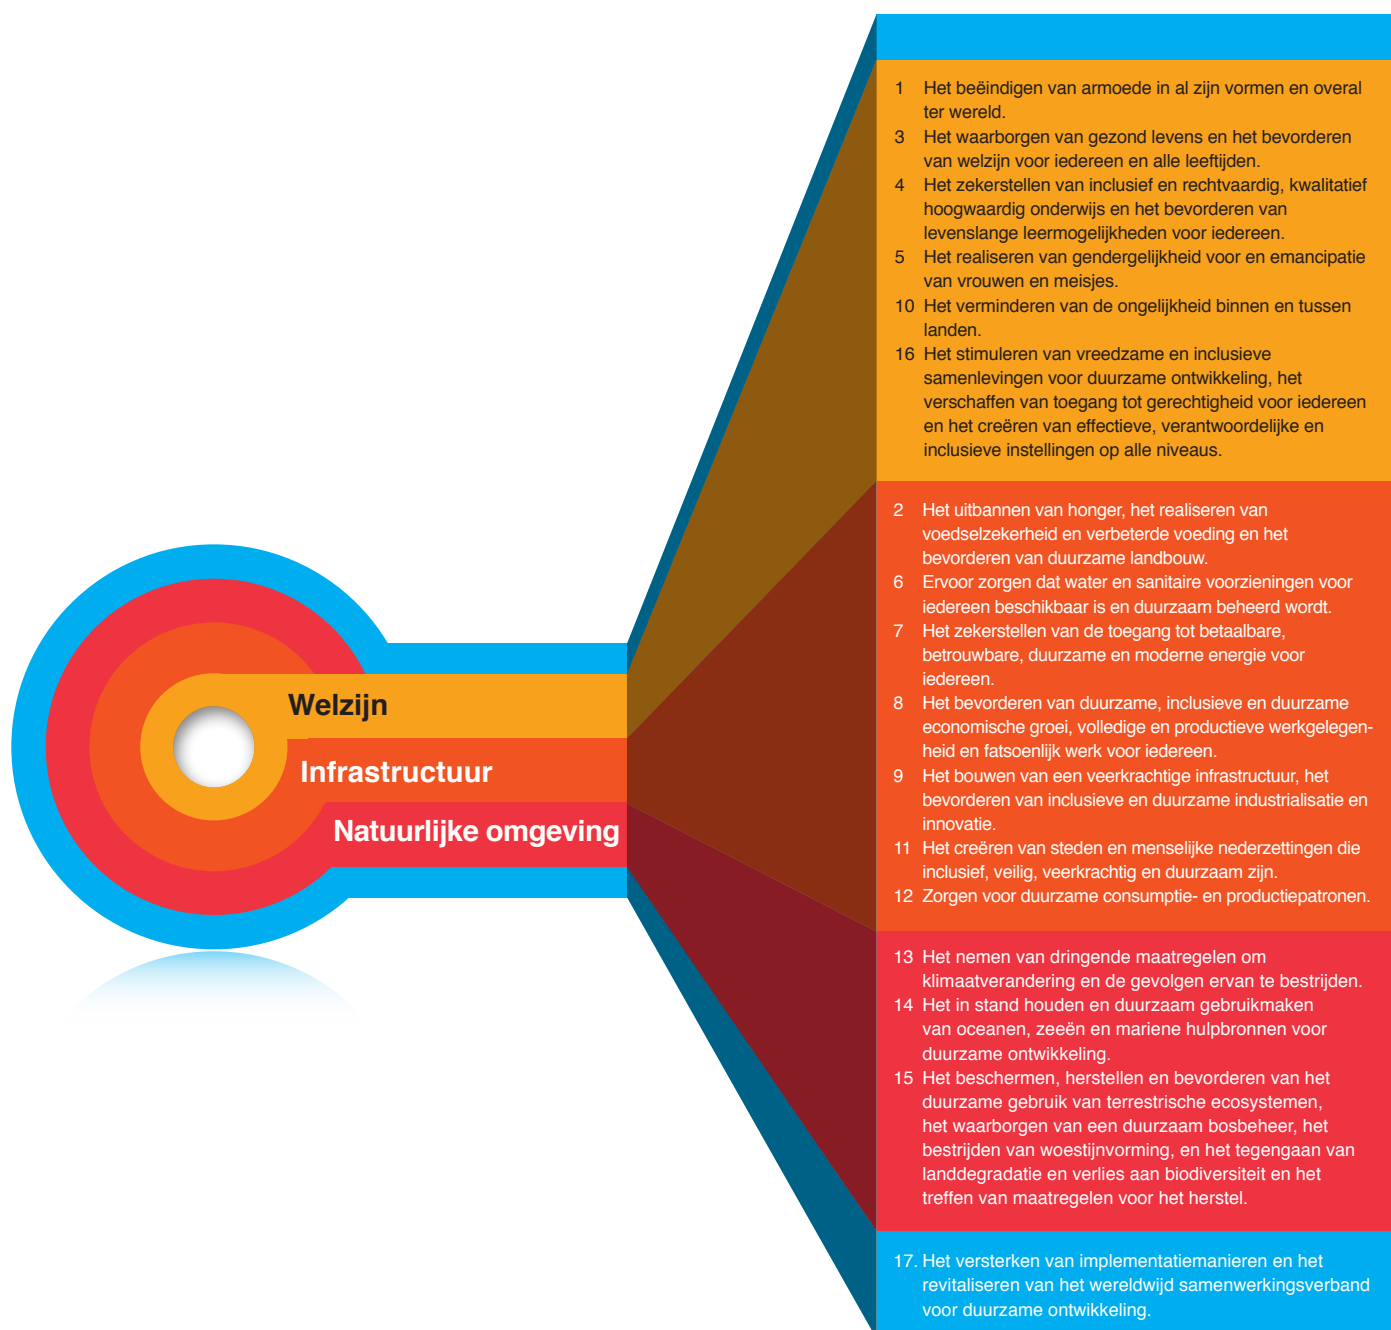 1 Het beëindigen van armoede in al zijn vormen en overal
ter wereld.
3 Het waarborgen van gezond levens en het bevorderen
van welzijn voor iedereen en alle leeftijden.
4 Het zekerstellen van inclusief en rechtvaardig, kwalitatief
hoogwaardig onderwijs en het bevorderen van
levenslange leermogelijkheden voor iedereen.
5 Het realiseren van gendergelijkheid voor en emancipatie
van vrouwen en meisjes.
10 Het verminderen van de ongelijkheid binnen en tussen
landen.
16 Het stimuleren van vreedzame en inclusieve
samenlevingen voor duurzame ontwikkeling, het
verschaffen van toegang tot gerechtigheid voor iedereen
en het creëren van effectieve, verantwoordelijke en
inclusieve instellingen op alle niveaus.
2 Het uitbannen van honger, het realiseren van
voedselzekerheid en verbeterde voeding en het
bevorderen van duurzame landbouw.
6 Ervoor zorgen dat water en sanitaire voorzieningen voor
iedereen beschikbaar is en duurzaam beheerd wordt.
7 Het zekerstellen van de toegang tot betaalbare,
betrouwbare, duurzame en moderne energie voor
iedereen.
8 Het bevorderen van duurzame, inclusieve en duurzame
economische groei, volledige en productieve werkgelegen-
heid en fatsoenlijk werk voor iedereen.
9 Het bouwen van een veerkrachtige infrastructuur, het
bevorderen van inclusieve en duurzame industrialisatie en
innovatie.
11 Het creëren van steden en menselijke nederzettingen die
inclusief, veilig, veerkrachtig en duurzaam zijn.
12 Zorgen voor duurzame consumptie- en productiepatronen.
13 Het nemen van dringende maatregelen om
klimaatverandering en de gevolgen ervan te bestrijden.
14 Het in stand houden en duurzaam gebruikmaken
van oceanen, zeeën en mariene hulpbronnen voor
duurzame ontwikkeling.
15 Het beschermen, herstellen en bevorderen van het
duurzame gebruik van terrestrische ecosystemen,
het waarborgen van een duurzaam bosbeheer, het
bestrijden van woestijnvorming, en het tegengaan van
landdegradatie en verlies aan biodiversiteit en het
treffen van maatregelen voor het herstel.
17. Het versterken van implementatiemanieren en het
revitaliseren van het wereldwijd samenwerkingsverband
voor duurzame ontwikkeling.
Welzijn
Infrastructuur
Natuurlijke omgeving